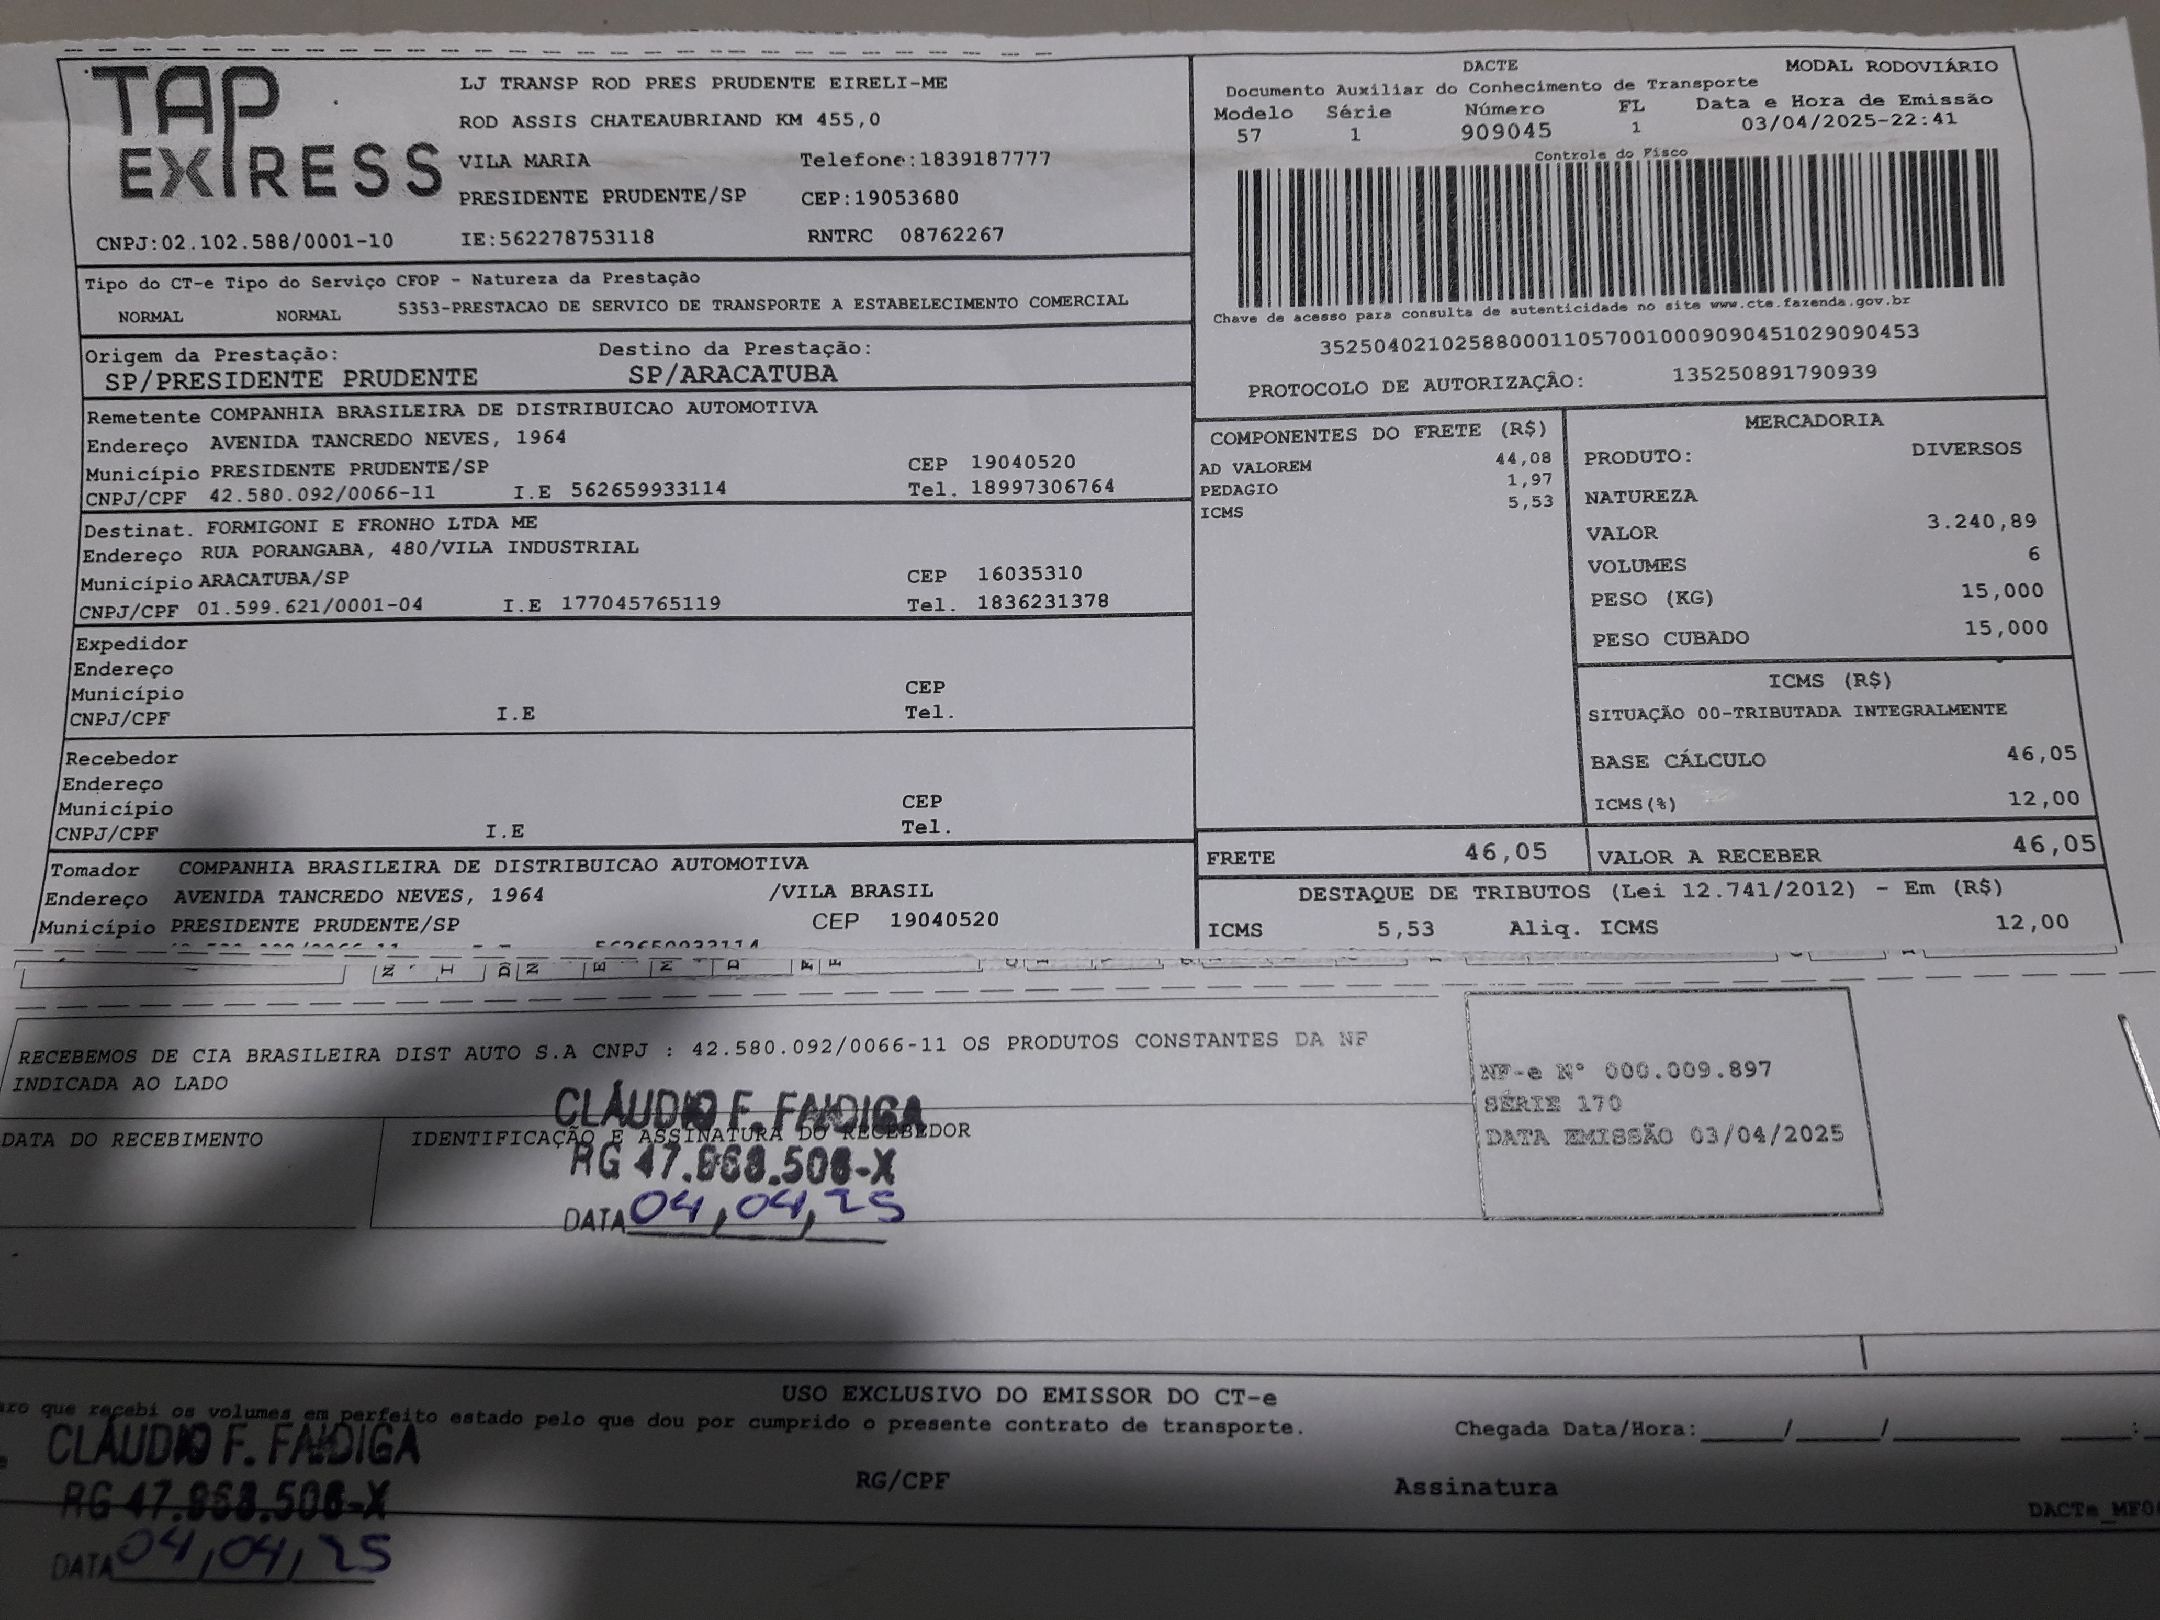 TAP EXPRESS
LJ TRANSP ROD PRES PRUDENTE EIRELI-ME
ROD ASSIS CHATEAUBRIAND KM 455,0
VILA MARIA Telefone:1839187777
PRESIDENTE PRUDENTE/SP CEP:19053680
CNPJ:02.102.588/0001-10 IE:562278753118 RNTRC 08762267
DACTE MODAL RODOVIÁRIO
Documento Auxiliar do Conhecimento de Transporte
Modelo Série Número FL Data e Hora de Emissão
57 1 909045 1 03/04/2025-22:41
Controle do Fisco
Chave de acesso para consulta de autenticidade no site www.cte.fazenda.gov.br
35250402102588000110570010009090451029090453
PROTOCOLO DE AUTORIZAÇÃO: 135250891790939
Tipo do CT-e Tipo do Serviço CFOP - Natureza da Prestação
NORMAL NORMAL 5353-PRESTACAO DE SERVICO DE TRANSPORTE A ESTABELECIMENTO COMERCIAL
Origem da Prestação: Destino da Prestação:
SP/PRESIDENTE PRUDENTE SP/ARACATUBA
Remetente COMPANHIA BRASILEIRA DE DISTRIBUICAO AUTOMOTIVA
Endereço AVENIDA TANCREDO NEVES, 1964
Município PRESIDENTE PRUDENTE/SP CEP 19040520
CNPJ/CPF 42.580.092/0066-11 I.E 562659933114 Tel. 18997306764
Destinat. FORMIGONI E FRONHO LTDA ME
Endereço RUA PORANGABA, 480/VILA INDUSTRIAL
Município ARACATUBA/SP CEP 16035310
CNPJ/CPF 01.599.621/0001-04 I.E 177045765119 Tel. 1836231378
Expedidor
Endereço
Município CEP
CNPJ/CPF I.E Tel.
Recebedor
Endereço
Município CEP
CNPJ/CPF I.E Tel.
Tomador COMPANHIA BRASILEIRA DE DISTRIBUICAO AUTOMOTIVA
Endereço AVENIDA TANCREDO NEVES, 1964 /VILA BRASIL
Município PRESIDENTE PRUDENTE/SP CEP 19040520
COMPONENTES DO FRETE (R$)
AD VALOREM 44,08
PEDAGIO 1,97
ICMS 5,53
MERCADORIA
PRODUTO: DIVERSOS
NATUREZA
VALOR 3.240,89
VOLUMES 6
PESO (KG) 15,000
PESO CUBADO 15,000
ICMS (R$)
SITUAÇÃO 00-TRIBUTADA INTEGRALMENTE
BASE CÁLCULO 46,05
ICMS(%) 12,00
FRETE 46,05 VALOR A RECEBER 46,05
DESTAQUE DE TRIBUTOS (Lei 12.741/2012) - Em (R$)
ICMS 5,53 Aliq. ICMS 12,00
RECEBEMOS DE CIA BRASILEIRA DIST AUTO S.A CNPJ : 42.580.092/0066-11 OS PRODUTOS CONSTANTES DA NF
INDICADA AO LADO
NF-e N° 000.009.897
SÉRIE 170
DATA EMISSÃO 03/04/2025
DATA DO RECEBIMENTO IDENTIFICAÇÃO E ASSINATURA DO RECEBEDOR
CLÁUDIO F.
RG
DATA 04,04,25
USO EXCLUSIVO DO EMISSOR DO CT-e
que recebi os volumes em perfeito estado pelo que dou por cumprido o presente contrato de transporte. Chegada Data/Hora:____/____/____ ____:
CLÁUDIO F.
RG/CPF Assinatura
RG
DATA 04,04,25